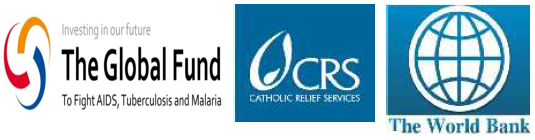 Investing in our future
The Global Fund
To Fight AIDS, Tuberculosis and Malaria
CRS
CATHOLIC RELIEF SERVICES
The World Bank